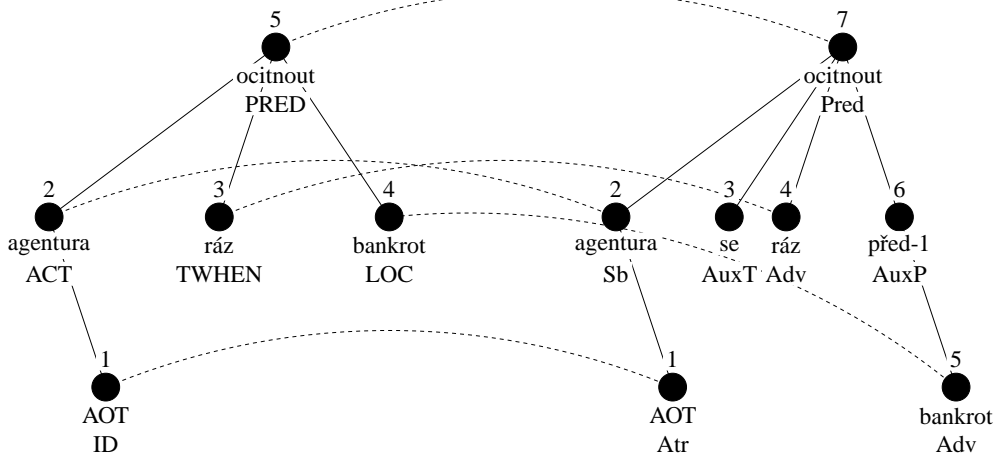 5 7
ocitnout ocitnout
PRED Pred
2 3 4 2 3 4 6
agentura ráz bankrot agentura se ráz před-1
ACT TWHEN LOC Sb AuxT Adv AuxP
1 1 5
AOT AOT bankrot
ID Atr Adv